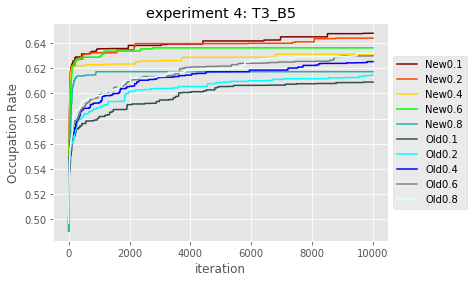 experiment 4: T3_B5
Occupation Rate
0.64
0.62
0.60
0.58
0.56
0.54
0.52
0.50
0
2000
4000
6000
8000
10000
iteration
New0.1
New0.2
New0.4
New0.6
New0.8
Old0.1
Old0.2
Old0.4
Old0.6
Old0.8